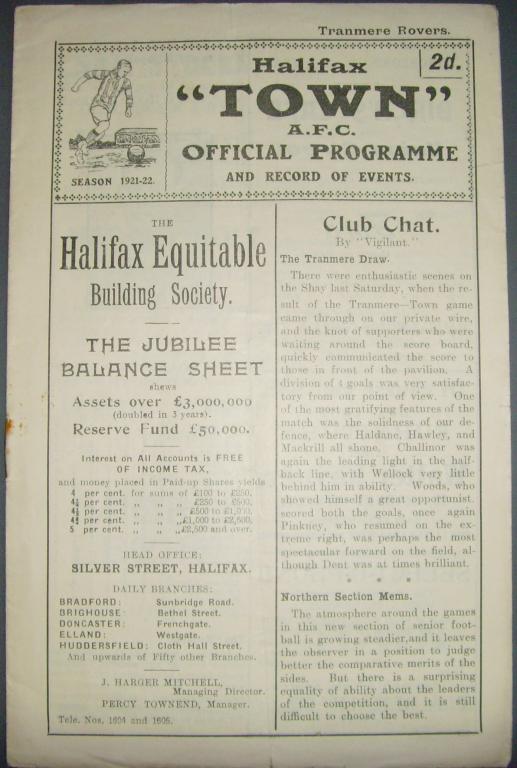 Tranmere Rovers.
Halifax
2d.
"TOWN"
A.F.C.
OFFICIAL PROGRAMME
AND RECORD OF EVENTS.
SEASON 1921-22.
THE
Halifax Equitable
Building Society.
THE JUBILEE
BALANCE SHEET
shews
Assets over £3,000,000
(doubled in 3 years).
Reserve Fund £50,000.
Interest on All Accounts is FREE
OF INCOME TAX,
and money placed in Paid-up Shares yields
4 per cent. for sums of £100 to £250.
4¼ per cent. ,, ,, ,, £250 to £500.
4½ per cent. ,, ,, ,, £500 to £1,000.
4¾ per cent. ,, ,, ,, £1,000 to £2,500.
5 per cent. ,, ,, ,, £2,500 and over.
HEAD OFFICE:
SILVER STREET, HALIFAX.
DAILY BRANCHES:
BRADFORD: Sunbridge Road.
BRIGHOUSE: Bethel Street.
DONCASTER: Frenchgate.
ELLAND: Westgate.
HUDDERSFIELD: Cloth Hall Street.
And upwards of Fifty other Branches.
J. HARGER MITCHELL,
Managing Director.
PERCY TOWNEND, Manager.
Tele. Nos. 1604 and 1605.
Club Chat.
By "Vigilant."
The Tranmere Draw.
There were enthusiastic scenes on
the Shay last Saturday, when the re-
sult of the Tranmere—Town game
came through on our private wire,
and the knot of supporters who were
waiting around the score board,
quickly communicated the score to
those in front of the pavilion. A
division of 4 goals was very satisfac-
tory from our point of view. One
of the most gratifying features of the
match was the solidness of our de-
fence, where Haldane, Hawley, and
Mackrill all shone. Challinor was
again the leading light in the half-
back line, with Wellock very little
behind him in ability. Woods, who
showed himself a great opportunist,
scored both the goals, once again
Pinkney, who resumed on the ex-
treme right, was perhaps the most
spectacular forward on the field, al-
though Dent was at times brilliant.
* * *
Northern Section Mems.
The atmosphere around the games
in this new section of senior foot-
ball is growing steadier,and it leaves
the observer in a position to judge
better the comparative merits of the
sides. But there is a surprising
equality of ability about the leaders
of the competition, and it is still
difficult to choose the best.